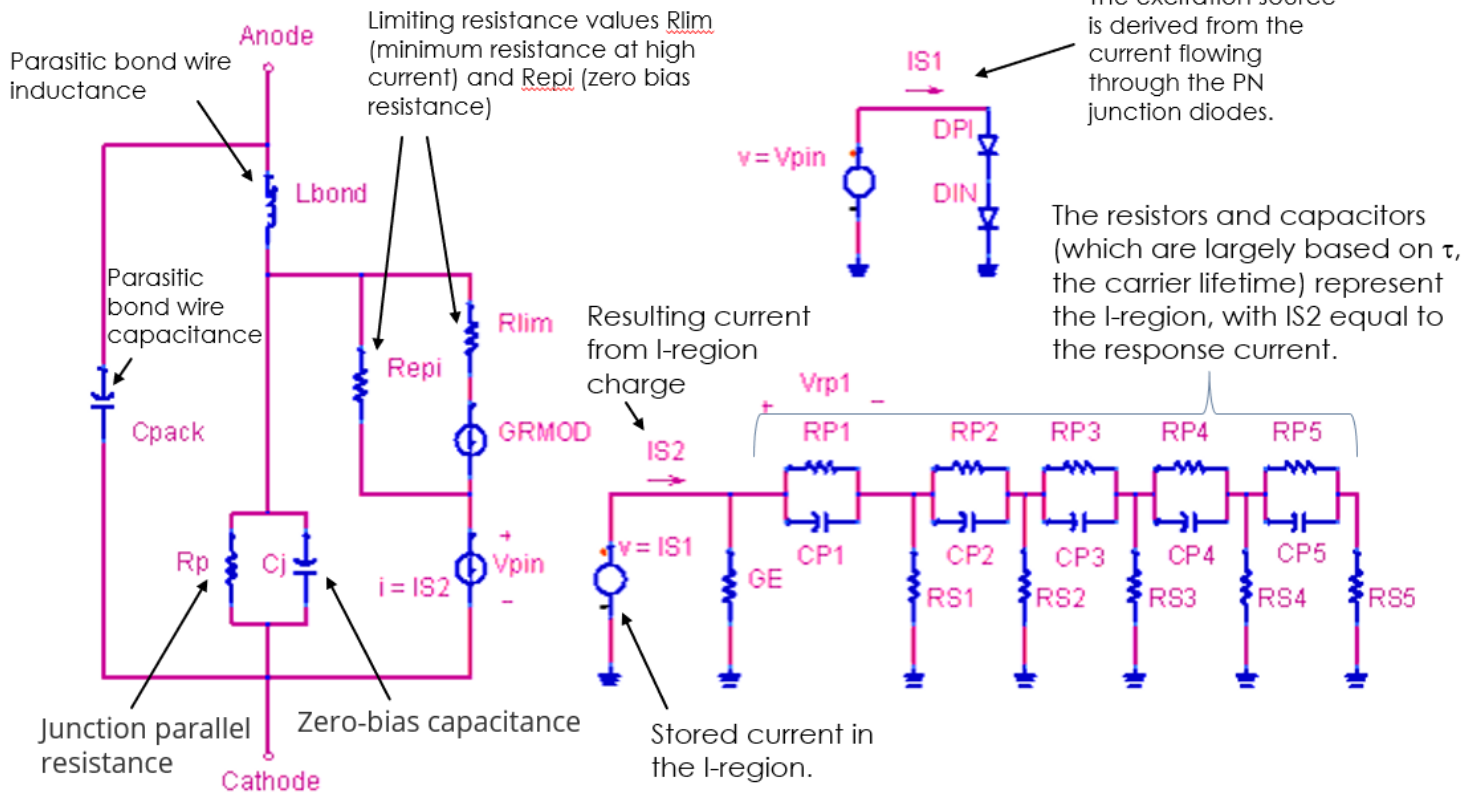 Limiting resistance values Rlim
(minimum resistance at high
current) and Repi (zero bias
resistance)
Anode
Parasitic bond wire
inductance
Lbond
Parasitic
bond wire
capacitance
Cpack
Repi
Rlim
GRMOD
Rp
Cj
i = IS2
+
Vpin
−
Junction parallel
resistance
Zero-bias capacitance
Cathode
is derived from the
current flowing
through the PN
junction diodes.
IS1
DPI
v = Vpin
DIN
The resistors and capacitors
(which are largely based on τ,
the carrier lifetime) represent
the I-region, with IS2 equal to
the response current.
Resulting current
from I-region
charge
IS2
Vrp1
+ −
RP1 RP2 RP3 RP4 RP5
v = IS1
CP1 CP2 CP3 CP4 CP5
GE
RS1 RS2 RS3 RS4 RS5
Stored current in
the I-region.